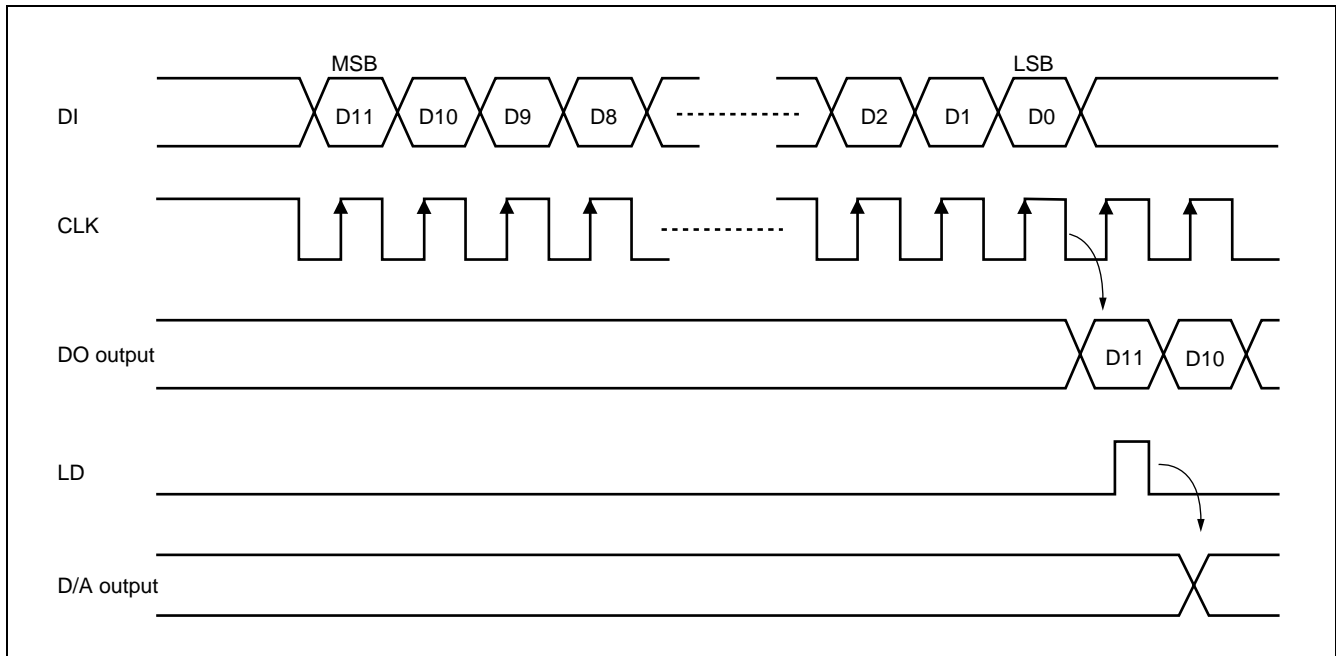 MSB LSB
DI D11 D10 D9 D8 D2 D1 D0
CLK
DO output D11 D10
LD
D/A output